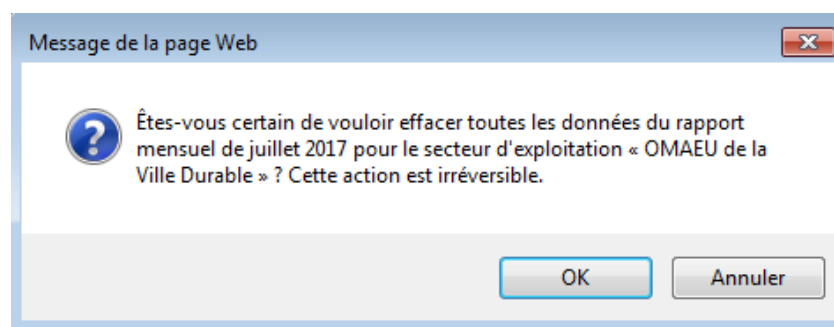 Message de la page Web
Êtes-vous certain de vouloir effacer toutes les données du rapport
mensuel de juillet 2017 pour le secteur d'exploitation « OMAEU de la
Ville Durable » ? Cette action est irréversible.
OK
Annuler